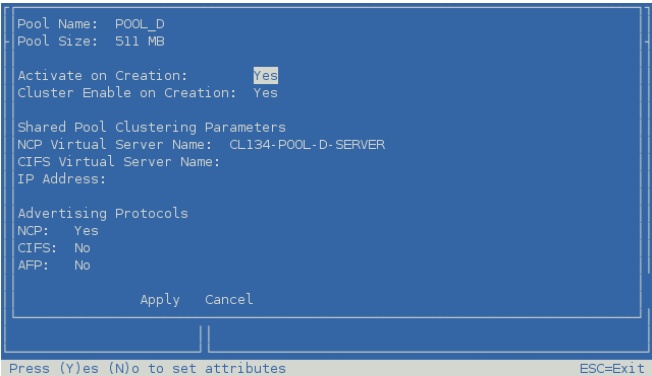 Pool Name: POOL_D
Pool Size: 511 MB
Activate on Creation: Yes
Cluster Enable on Creation: Yes
Shared Pool Clustering Parameters
NCP Virtual Server Name: CL134-POOL-D-SERVER
CIFS Virtual Server Name:
IP Address:
Advertising Protocols
NCP: Yes
CIFS: No
AFP: No
Apply Cancel
Press (Y)es (N)o to set attributes ESC=Exit